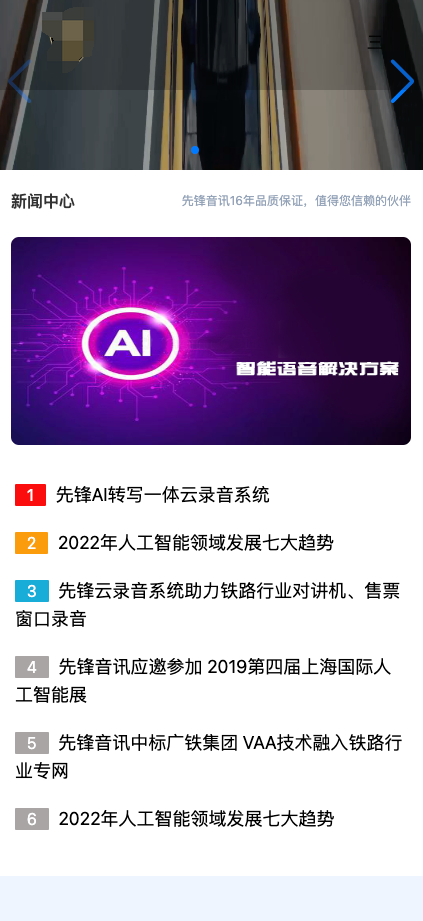 新闻中心
先锋音讯16年品质保证，值得您信赖的伙伴
AI
智能语音解决方案
1 先锋AI转写一体云录音系统
2 2022年人工智能领域发展七大趋势
3 先锋云录音系统助力铁路行业对讲机、售票
窗口录音
4 先锋音讯应邀参加 2019第四届上海国际人
工智能展
5 先锋音讯中标广铁集团 VAA技术融入铁路行
业专网
6 2022年人工智能领域发展七大趋势